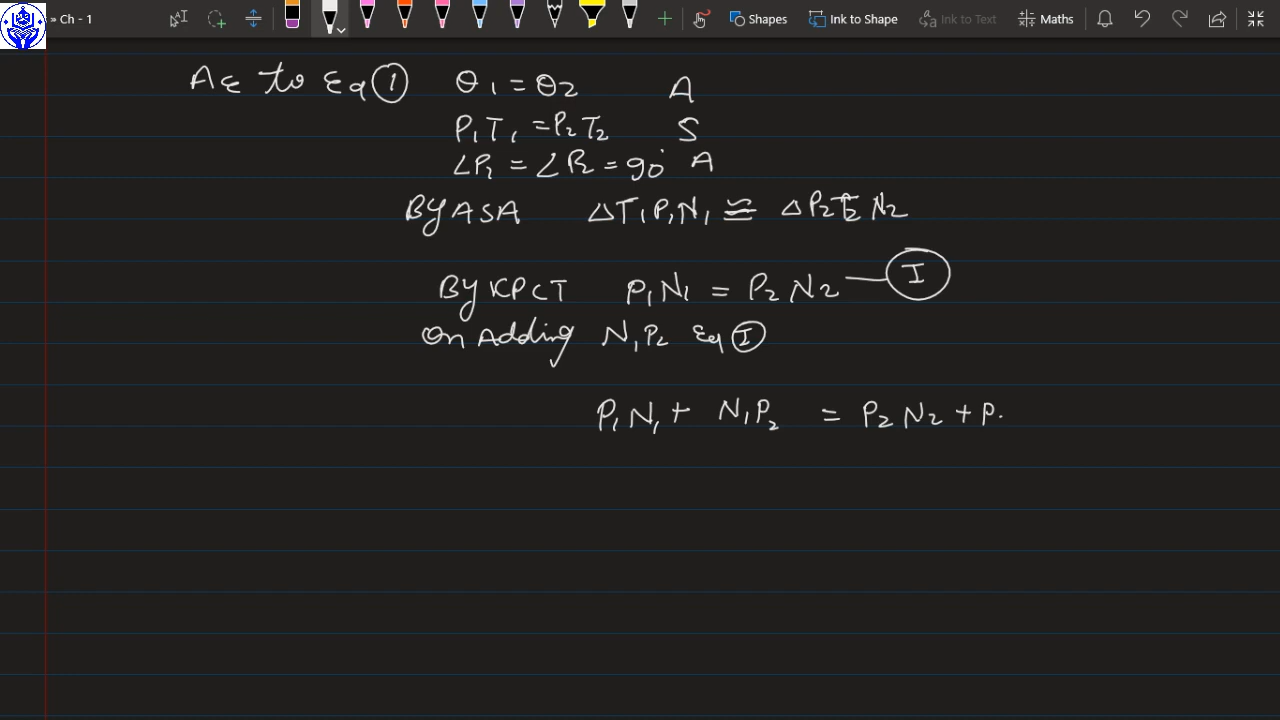 » Ch - 1
Shapes Ink to Shape Ink to Text Maths
Ac to Eq ① θ1 = θ2 A
P1T1 = P2T2 S
∠P1 = ∠P2 = 90° A
By ASA ΔT1P1N1 ≅ ΔP2T2N2
By KPCT P1N1 = P2N2 — Ⓘ
On Adding N1P2 Eq Ⓘ
P1N1 + N1P2 = P2N2 + P